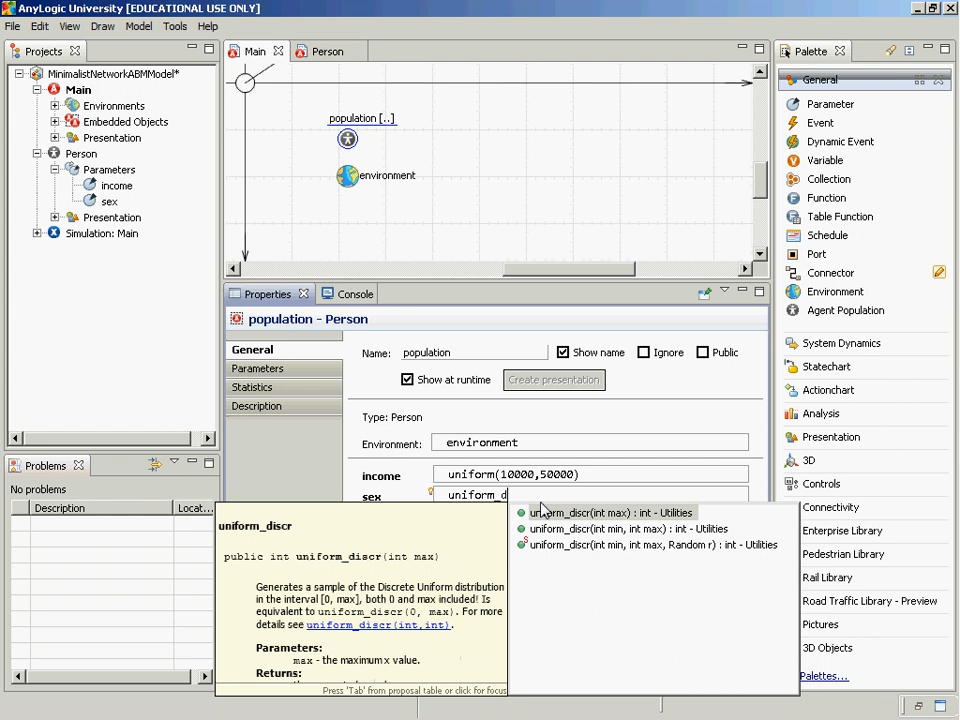 AnyLogic University [EDUCATIONAL USE ONLY]
File Edit View Draw Model Tools Help
Projects
MinimalistNetworkABMModel*
Main
Environments
Embedded Objects
Presentation
Person
Parameters
income
sex
Presentation
Simulation: Main
Problems
No problems
Description Locat...
Main Person
population [..]
environment
Properties Console
population - Person
General
Parameters
Statistics
Description
Name: population Show name Ignore Public
Show at runtime Create presentation
Type: Person
Environment: environment
income uniform(10000,50000)
sex uniform_d
uniform_discr
public int uniform_discr(int max)
Generates a sample of the Discrete Uniform distribution
in the interval [0, max], both 0 and max included! Is
equivalent to uniform_discr(0, max). For more
details see uniform_discr(int,int).
Parameters:
max - the maximum x value.
Returns:
Press 'Tab' from proposal table or click for focus
uniform_discr(int max) : int - Utilities
uniform_discr(int min, int max) : int - Utilities
uniform_discr(int min, int max, Random r) : int - Utilities
Palette
General
Parameter
Event
Dynamic Event
Variable
Collection
Function
Table Function
Schedule
Port
Connector
Environment
Agent Population
System Dynamics
Statechart
Actionchart
Analysis
Presentation
3D
Controls
Connectivity
Enterprise Library
Pedestrian Library
Rail Library
Road Traffic Library - Preview
Pictures
3D Objects
Palettes...